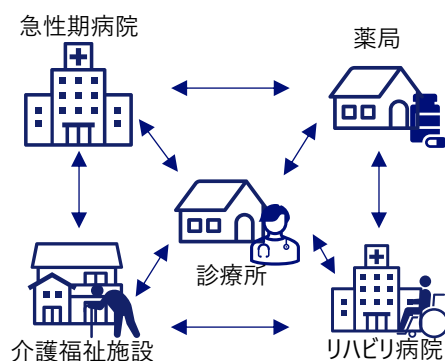 急性期病院
薬局
診療所
介護福祉施設
リハビリ病院